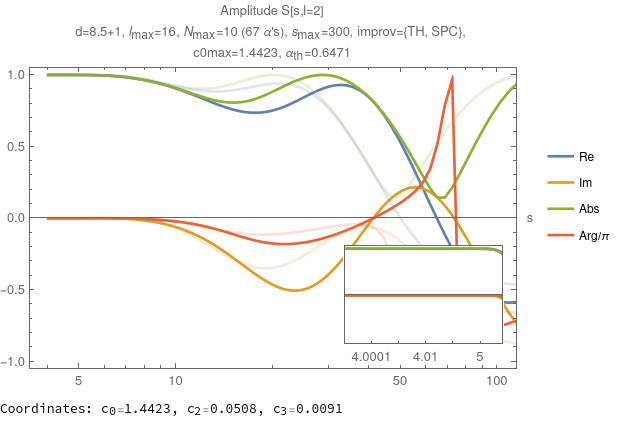 Amplitude S[s,l=2]
d=8.5+1, lmax=16, Nmax=10 (67 α's), smax=300, improv={TH, SPC},
c0max=1.4423, αth=0.6471
1.0
0.5
0.0
−0.5
−1.0
s
Re
Im
Abs
Arg/π
4.0001 4.01 5
5 10 50 100
Coordinates: c0=1.4423, c2=0.0508, c3=0.0091